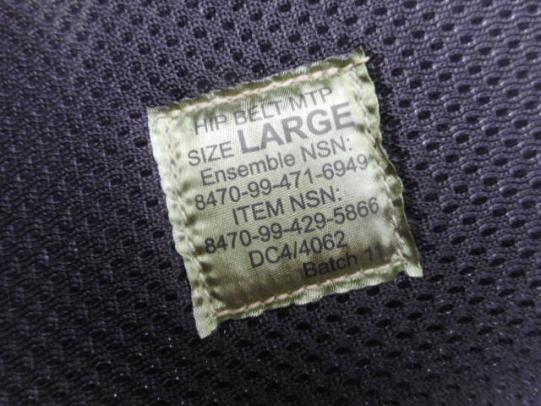 HIP BELT MTP
SIZE LARGE
Ensemble NSN:
8470-99-471-6949
ITEM NSN:
8470-99-429-5866
DC4/4062
Batch 11